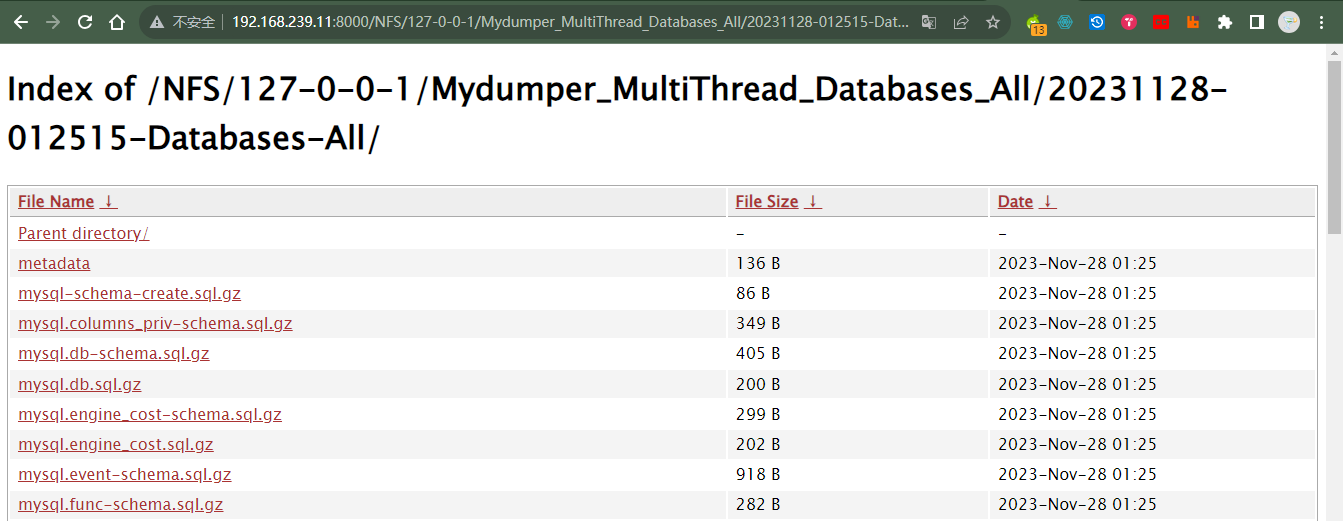 不安全 192.168.239.11:8000/NFS/127-0-0-1/Mydumper_MultiThread_Databases_All/20231128-012515-Dat...
13
Index of /NFS/127-0-0-1/Mydumper_MultiThread_Databases_All/20231128-
012515-Databases-All/
File Name ↓ File Size ↓ Date ↓
Parent directory/ - -
metadata 136 B 2023-Nov-28 01:25
mysql-schema-create.sql.gz 86 B 2023-Nov-28 01:25
mysql.columns_priv-schema.sql.gz 349 B 2023-Nov-28 01:25
mysql.db-schema.sql.gz 405 B 2023-Nov-28 01:25
mysql.db.sql.gz 200 B 2023-Nov-28 01:25
mysql.engine_cost-schema.sql.gz 299 B 2023-Nov-28 01:25
mysql.engine_cost.sql.gz 202 B 2023-Nov-28 01:25
mysql.event-schema.sql.gz 918 B 2023-Nov-28 01:25
mysql.func-schema.sql.gz 282 B 2023-Nov-28 01:25